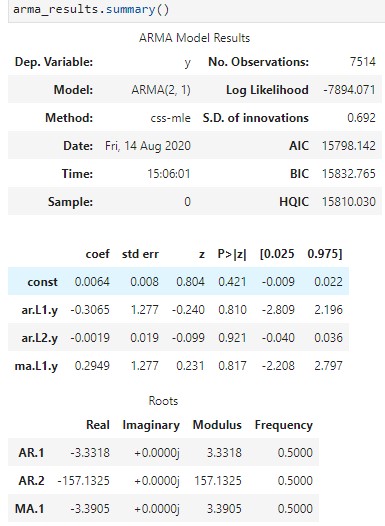 arma_results.summary()
ARMA Model Results
Dep. Variable: y No. Observations: 7514
Model: ARMA(2, 1) Log Likelihood -7894.071
Method: css-mle S.D. of innovations 0.692
Date: Fri, 14 Aug 2020 AIC 15798.142
Time: 15:06:01 BIC 15832.765
Sample: 0 HQIC 15810.030
coef std err z P>|z| [0.025 0.975]
const 0.0064 0.008 0.804 0.421 -0.009 0.022
ar.L1.y -0.3065 1.277 -0.240 0.810 -2.809 2.196
ar.L2.y -0.0019 0.019 -0.099 0.921 -0.040 0.036
ma.L1.y 0.2949 1.277 0.231 0.817 -2.208 2.797
Roots
Real Imaginary Modulus Frequency
AR.1 -3.3318 +0.0000j 3.3318 0.5000
AR.2 -157.1325 +0.0000j 157.1325 0.5000
MA.1 -3.3905 +0.0000j 3.3905 0.5000